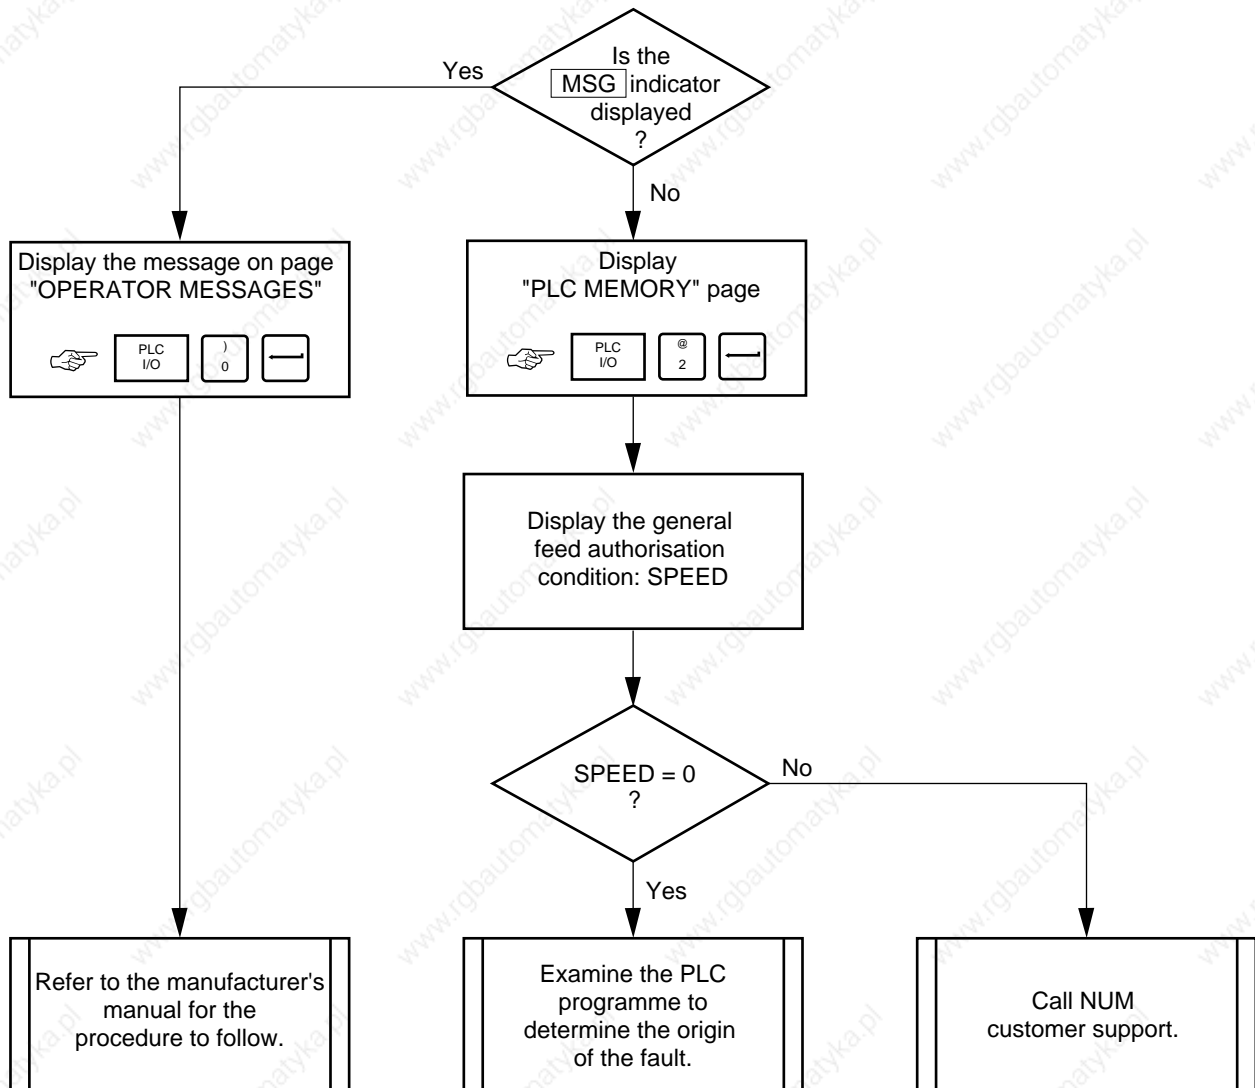 Is the
MSG indicator
displayed
?
Yes
No
Display the message on page
"OPERATOR MESSAGES"
PLC
I/O
)
0
Display
"PLC MEMORY" page
PLC
I/O
@
2
Display the general
feed authorisation
condition: SPEED
SPEED = 0
?
No
Yes
Refer to the manufacturer's
manual for the
procedure to follow.
Examine the PLC
programme to
determine the origin
of the fault.
Call NUM
customer support.
www.rgbautomatyka.pl